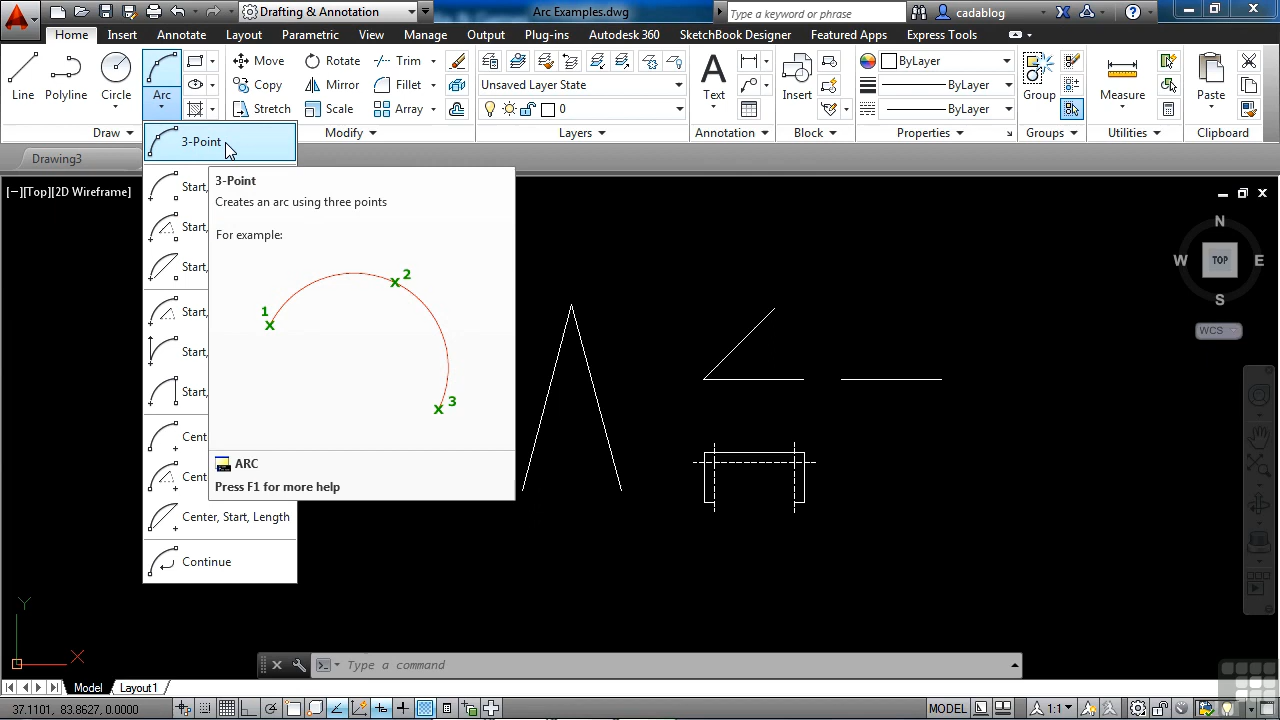 Drafting & Annotation
Arc Examples.dwg
Type a keyword or phrase
cadablog
Home Insert Annotate Layout Parametric View Manage Output Plug-ins Autodesk 360 SketchBook Designer Featured Apps Express Tools
Line Polyline Circle Arc
Move Rotate Trim
Copy Mirror Fillet
Stretch Scale Array
Unsaved Layer State
0
Text
Insert
ByLayer
ByLayer
ByLayer
Group
Measure
Paste
Draw Modify Layers Annotation Block Properties Groups Utilities Clipboard
Drawing3
3-Point
[−][Top][2D Wireframe]
Start,
Start,
Start,
Start,
Start,
Start,
Cent
Cent
Center, Start, Length
Continue
3-Point
Creates an arc using three points
For example:
1
2
3
ARC
Press F1 for more help
N
W TOP E
S
WCS
Y
X
Type a command
Model Layout1
37.1101, 83.8627, 0.0000
MODEL
1:1